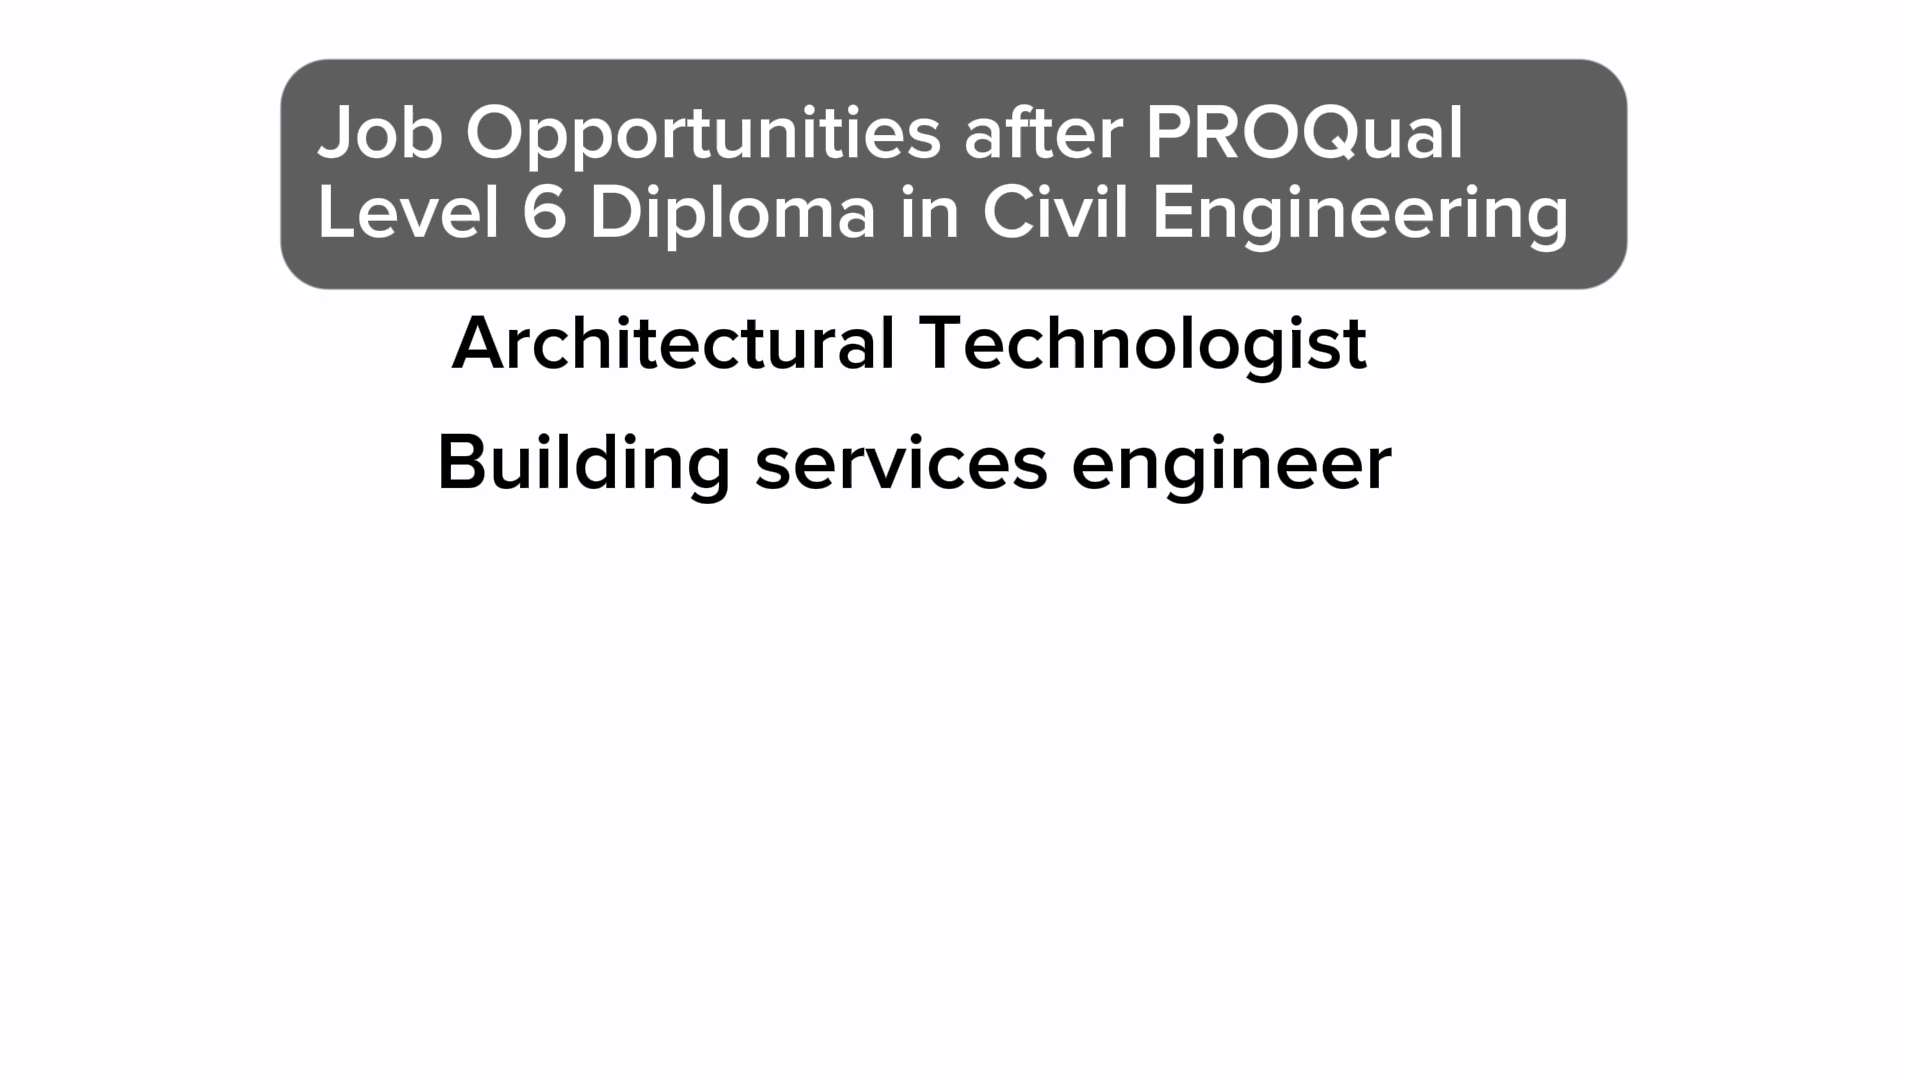 Job Opportunities after PROQual
Level 6 Diploma in Civil Engineering
Architectural Technologist
Building services engineer